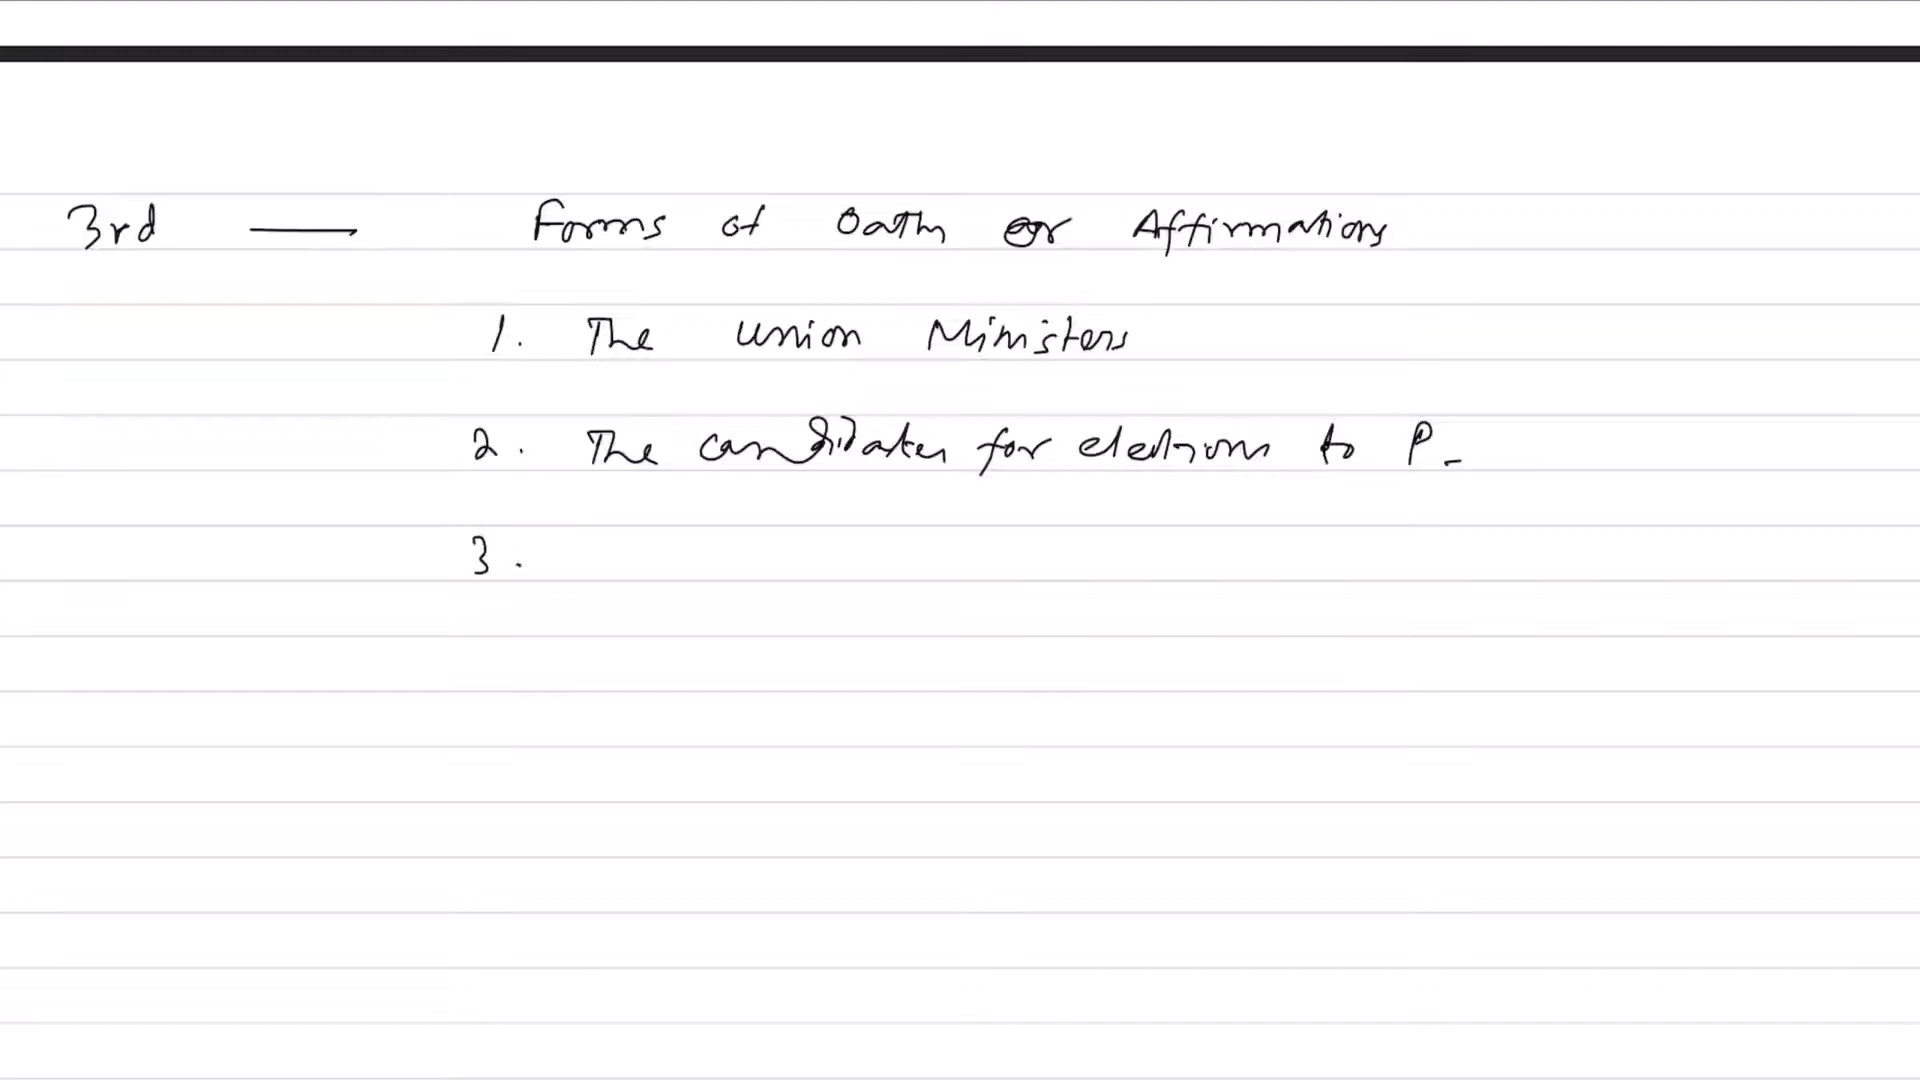 3rd — Forms of Oath or Affirmations
1. The Union Ministers
2. The candidates for elections to P.
3.